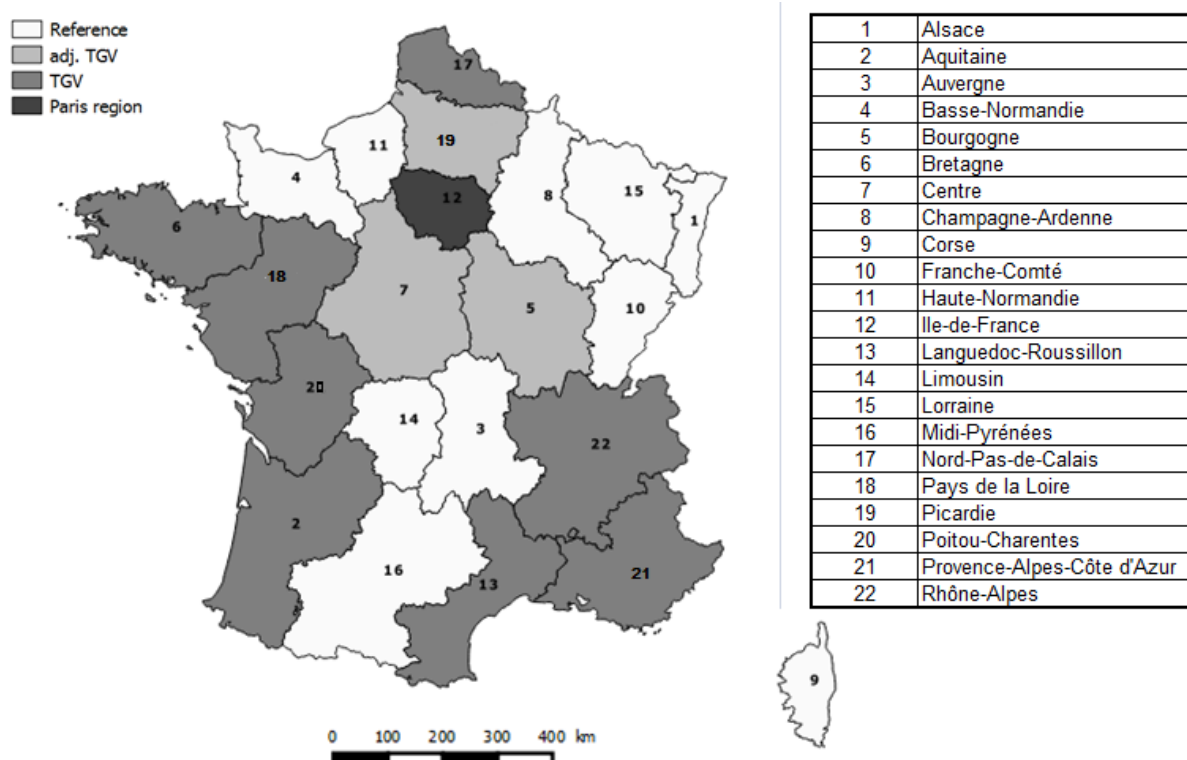 Reference
adj. TGV
TGV
Paris region
17
19
11
4
12
8
15
1
6
18
7
5
10
20
14
3
22
2
16
13
21
9
0 100 200 300 400 km
1 Alsace
2 Aquitaine
3 Auvergne
4 Basse-Normandie
5 Bourgogne
6 Bretagne
7 Centre
8 Champagne-Ardenne
9 Corse
10 Franche-Comté
11 Haute-Normandie
12 Ile-de-France
13 Languedoc-Roussillon
14 Limousin
15 Lorraine
16 Midi-Pyrénées
17 Nord-Pas-de-Calais
18 Pays de la Loire
19 Picardie
20 Poitou-Charentes
21 Provence-Alpes-Côte d'Azur
22 Rhône-Alpes